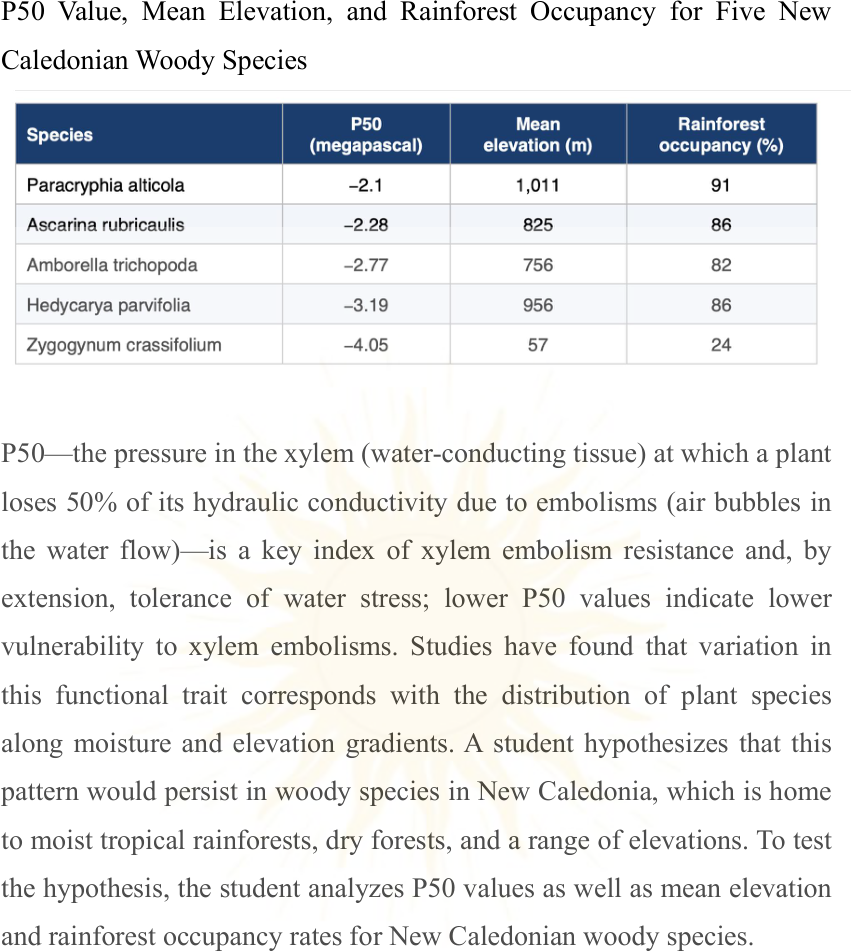 P50 Value, Mean Elevation, and Rainforest Occupancy for Five New
Caledonian Woody Species
Species P50 (megapascal) Mean elevation (m) Rainforest occupancy (%)
Paracryphia alticola −2.1 1,011 91
Ascarina rubricaulis −2.28 825 86
Amborella trichopoda −2.77 756 82
Hedycarya parvifolia −3.19 956 86
Zygogynum crassifolium −4.05 57 24
P50—the pressure in the xylem (water-conducting tissue) at which a plant
loses 50% of its hydraulic conductivity due to embolisms (air bubbles in
the water flow)—is a key index of xylem embolism resistance and, by
extension, tolerance of water stress; lower P50 values indicate lower
vulnerability to xylem embolisms. Studies have found that variation in
this functional trait corresponds with the distribution of plant species
along moisture and elevation gradients. A student hypothesizes that this
pattern would persist in woody species in New Caledonia, which is home
to moist tropical rainforests, dry forests, and a range of elevations. To test
the hypothesis, the student analyzes P50 values as well as mean elevation
and rainforest occupancy rates for New Caledonian woody species.